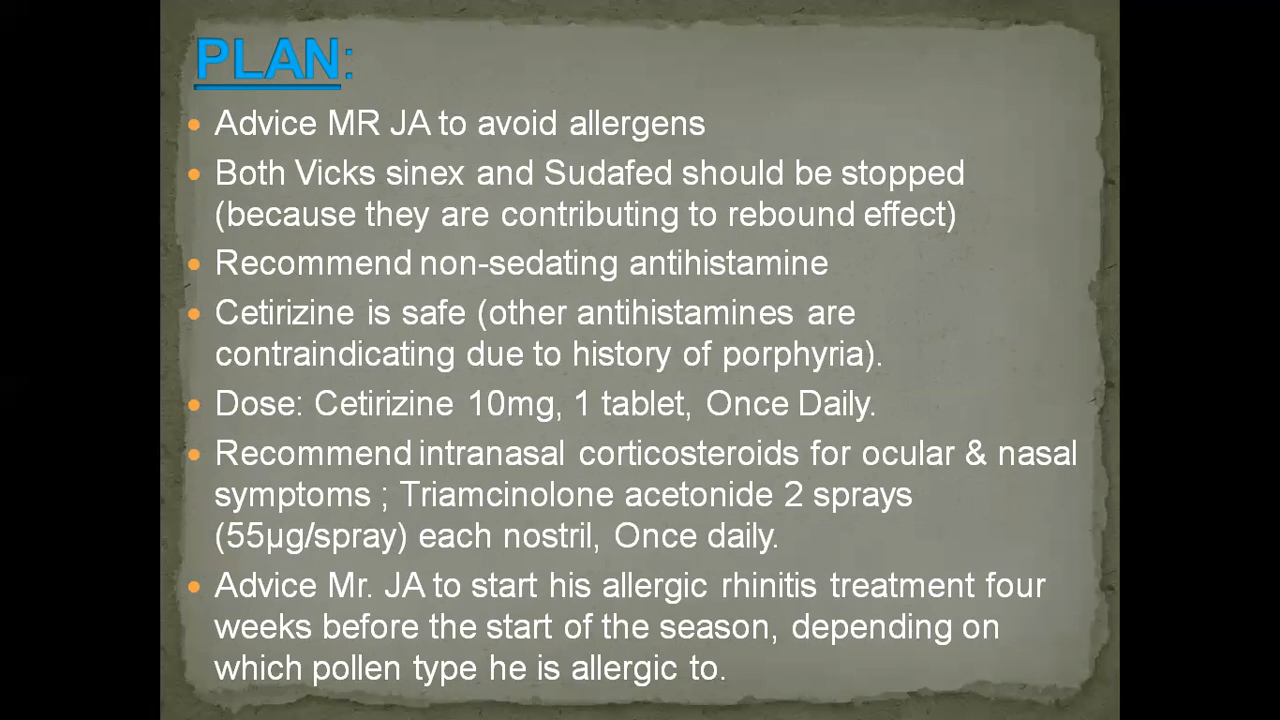 PLAN:
• Advice MR JA to avoid allergens
• Both Vicks sinex and Sudafed should be stopped
(because they are contributing to rebound effect)
• Recommend non-sedating antihistamine
• Cetirizine is safe (other antihistamines are
contraindicating due to history of porphyria).
• Dose: Cetirizine 10mg, 1 tablet, Once Daily.
• Recommend intranasal corticosteroids for ocular & nasal
symptoms ; Triamcinolone acetonide 2 sprays
(55µg/spray) each nostril, Once daily.
• Advice Mr. JA to start his allergic rhinitis treatment four
weeks before the start of the season, depending on
which pollen type he is allergic to.